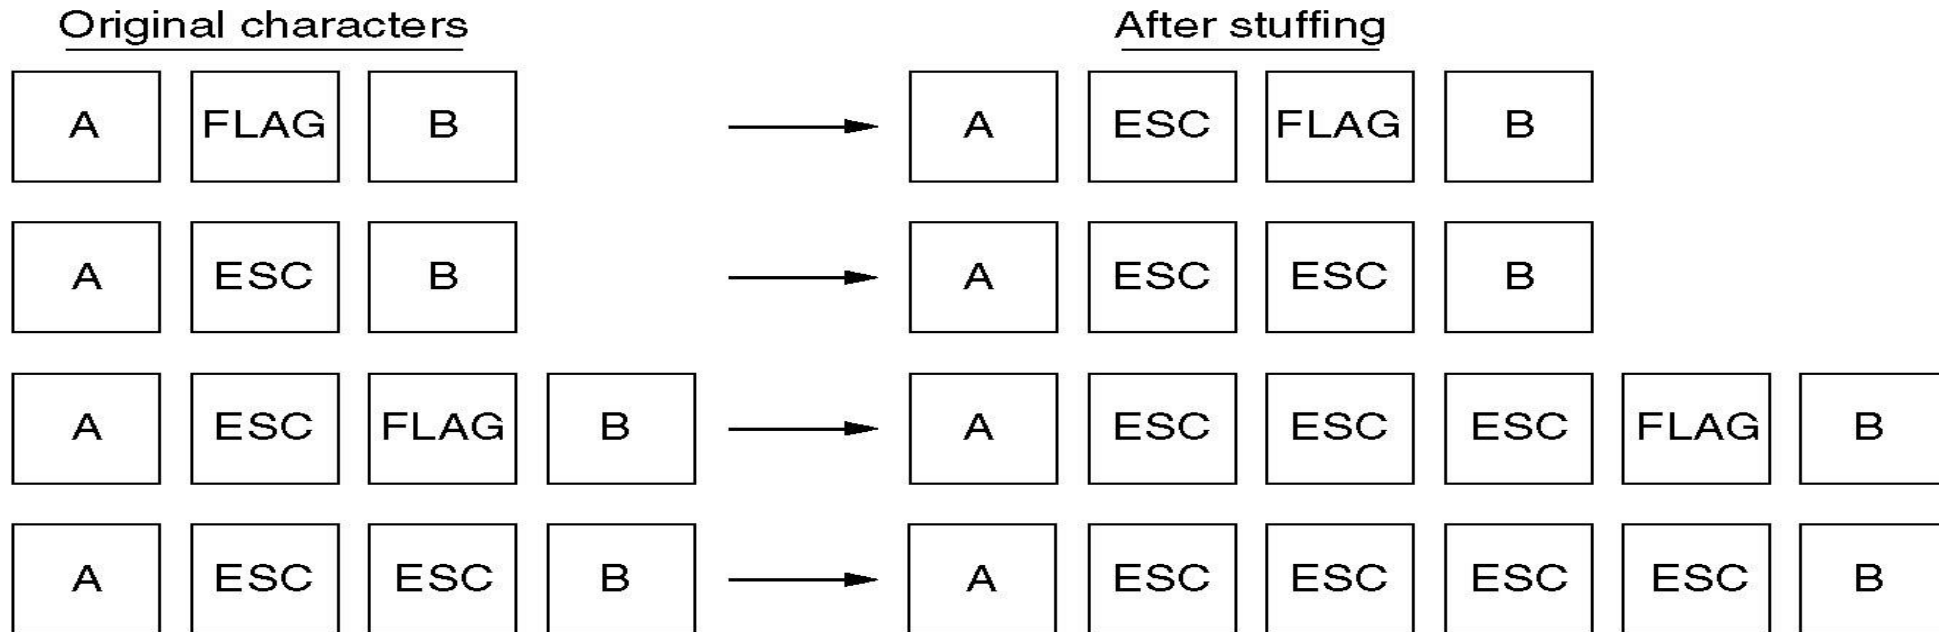 Original characters After stuffing
A FLAG B A ESC FLAG B
A ESC B A ESC ESC B
A ESC FLAG B A ESC ESC ESC FLAG B
A ESC ESC B A ESC ESC ESC ESC B